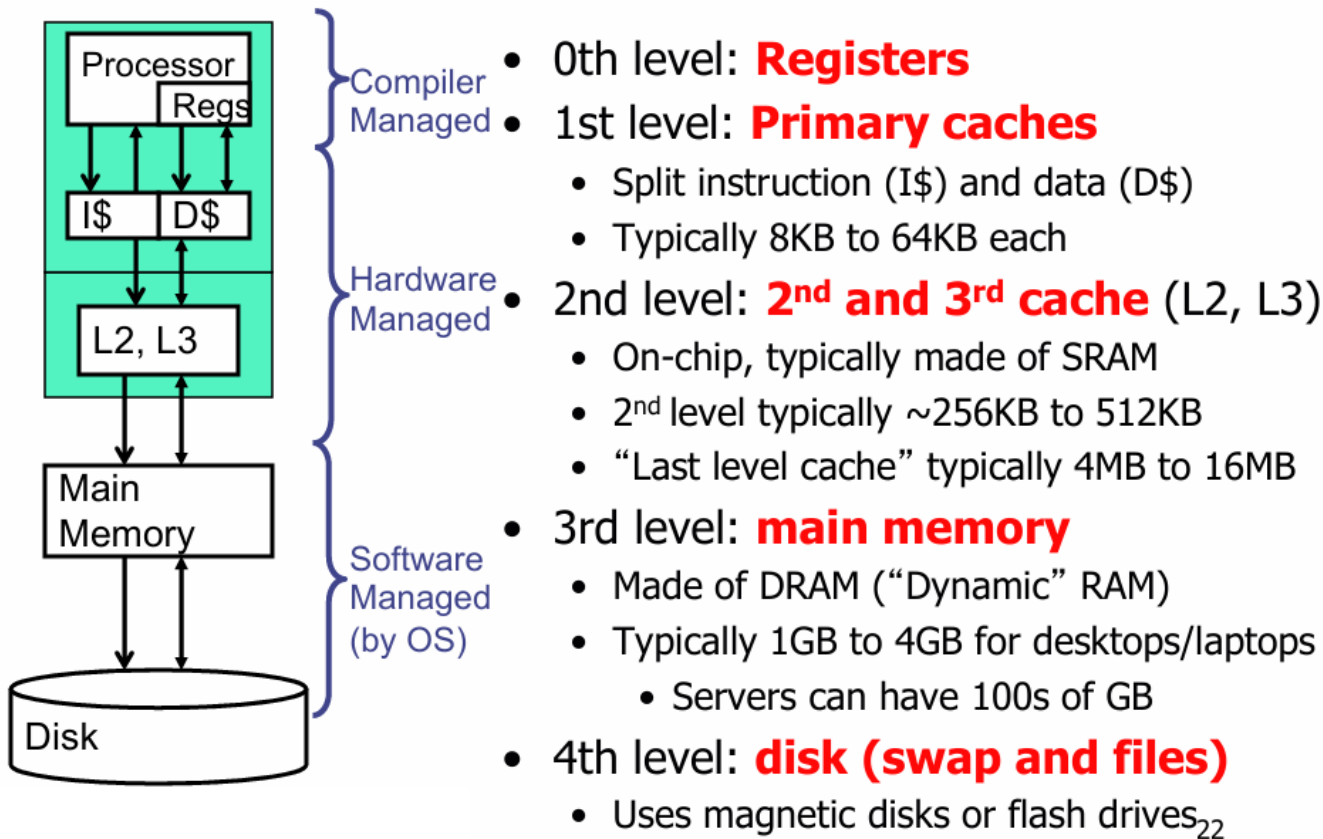 Processor
Regs
I$
D$
L2, L3
Main
Memory
Disk
Compiler
Managed
Hardware
Managed
Software
Managed
(by OS)
• 0th level: Registers
• 1st level: Primary caches
• Split instruction (I$) and data (D$)
• Typically 8KB to 64KB each
• 2nd level: 2nd and 3rd cache (L2, L3)
• On-chip, typically made of SRAM
• 2nd level typically ~256KB to 512KB
• “Last level cache” typically 4MB to 16MB
• 3rd level: main memory
• Made of DRAM (“Dynamic” RAM)
• Typically 1GB to 4GB for desktops/laptops
• Servers can have 100s of GB
• 4th level: disk (swap and files)
• Uses magnetic disks or flash drives
22